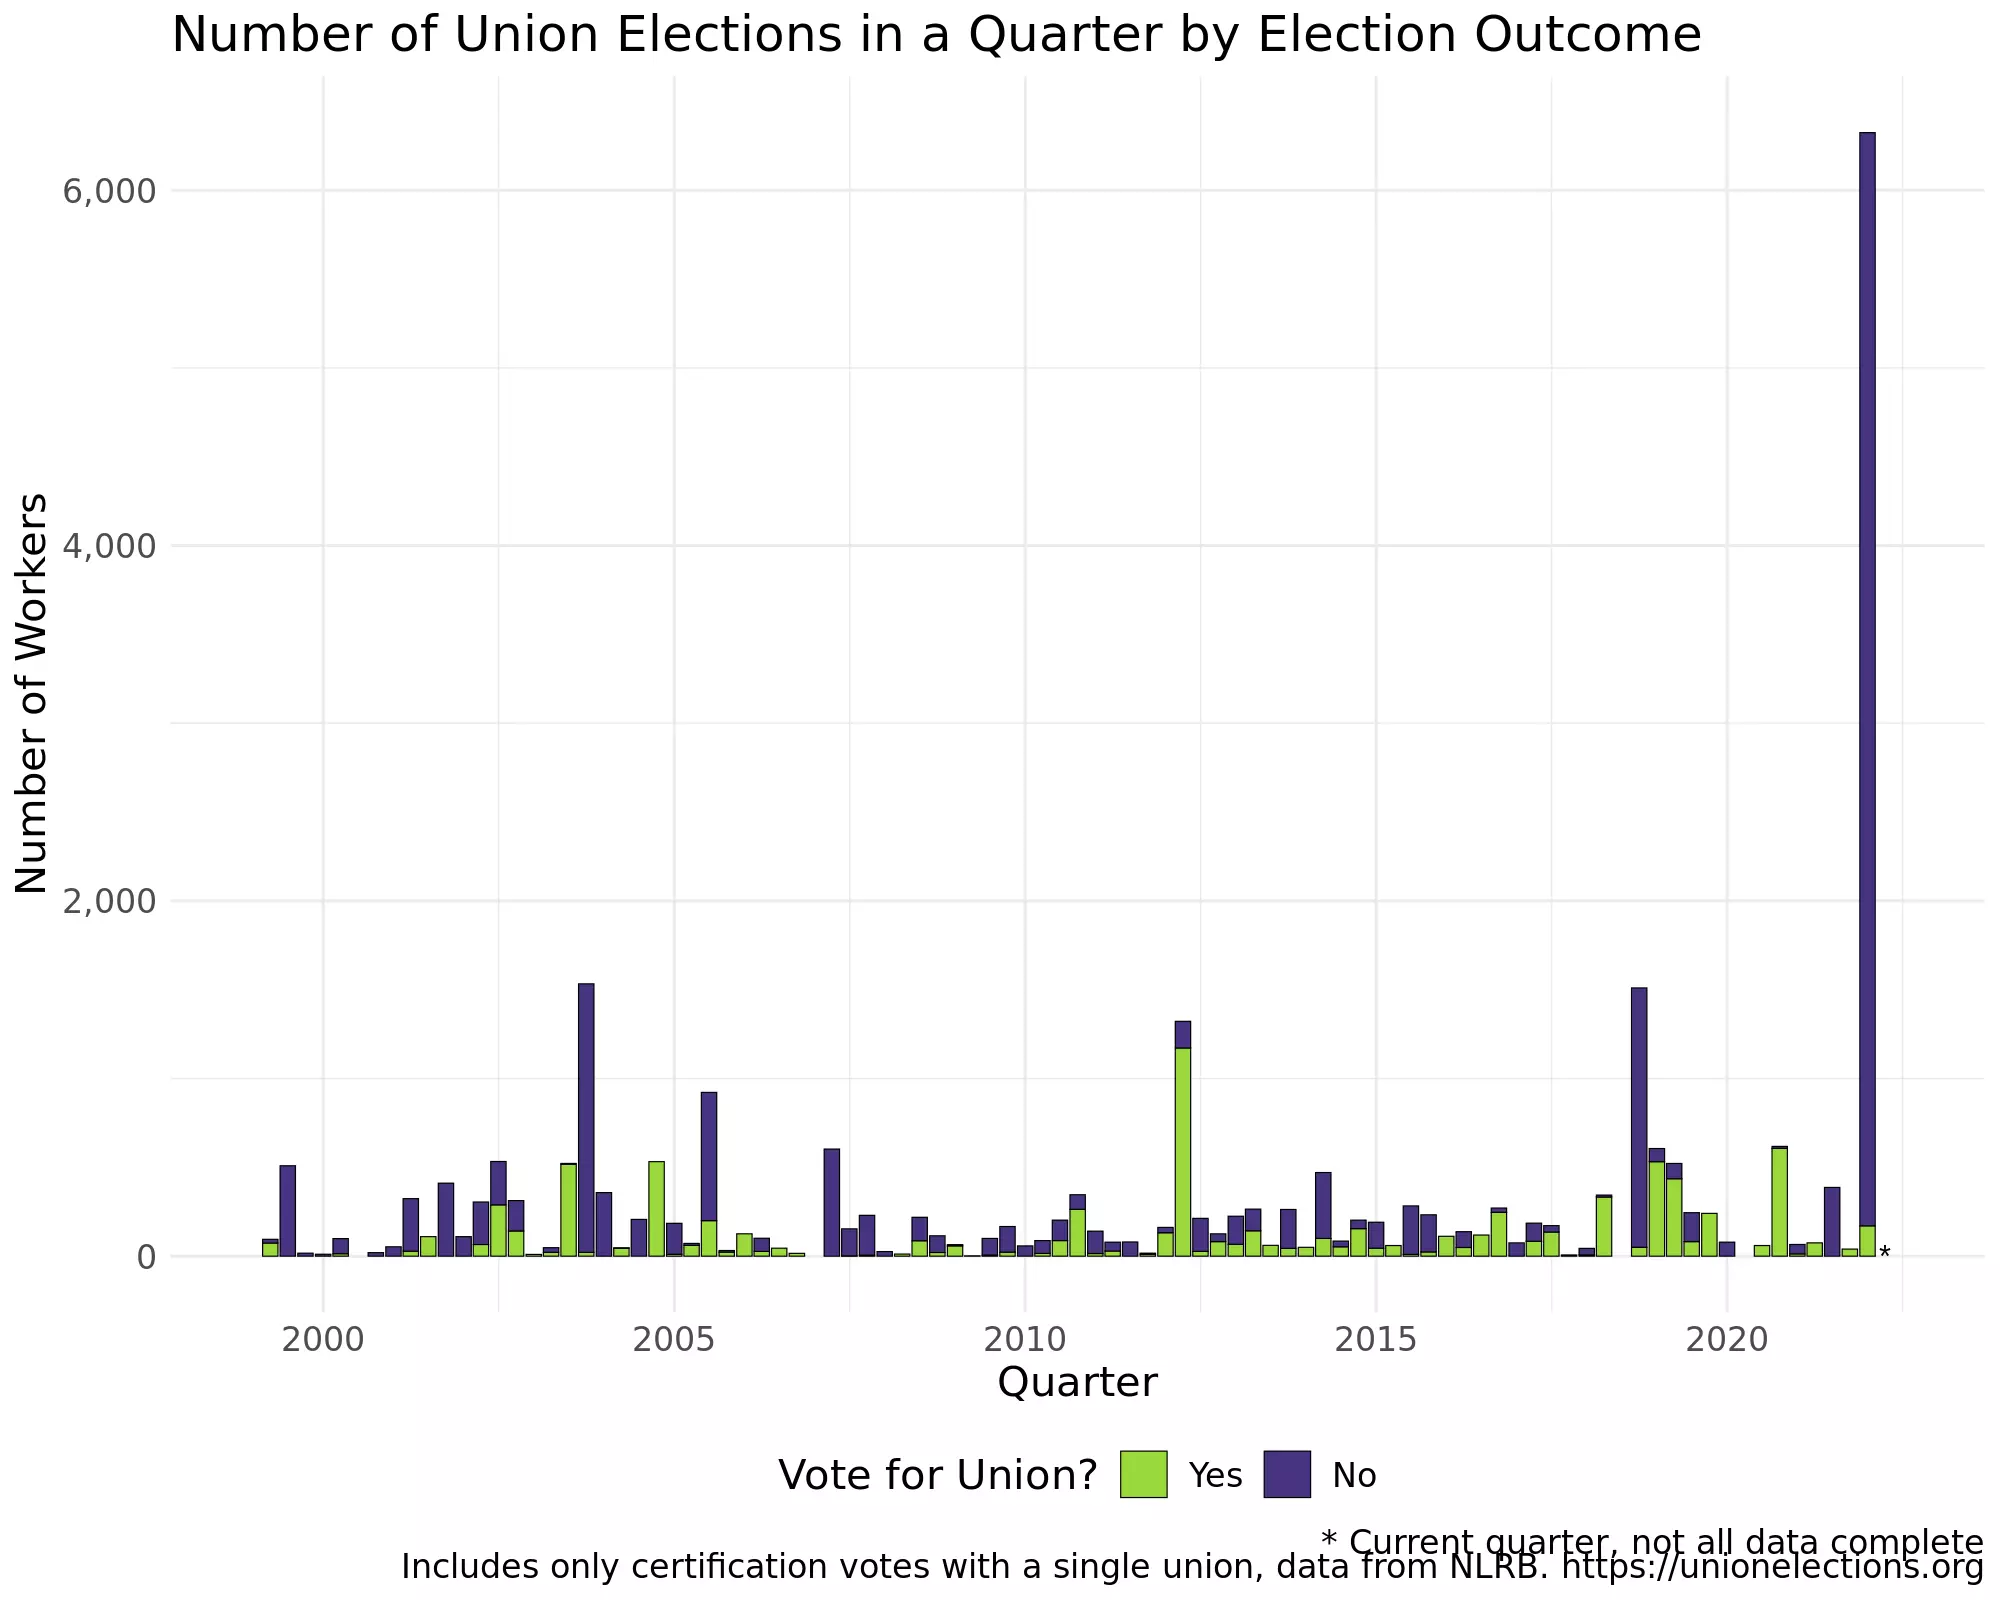 Number of Union Elections in a Quarter by Election Outcome
Number of Workers
6,000
4,000
2,000
0
*
2000 2005 2010 2015 2020
Quarter
Vote for Union? Yes No
* Current quarter, not all data complete
Includes only certification votes with a single union, data from NLRB. https://unionelections.org